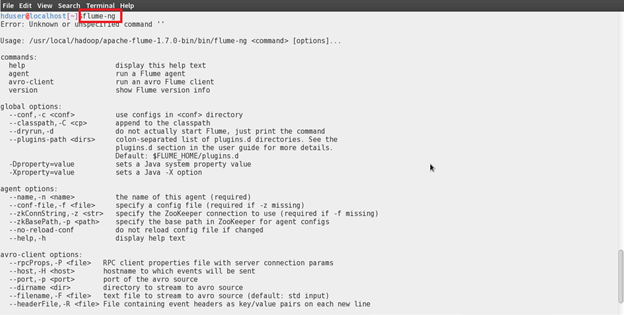 File Edit View Search Terminal Help
hduser@localhost[~]$flume-ng
Error: Unknown or unspecified command ''
Usage: /usr/local/hadoop/apache-flume-1.7.0-bin/bin/flume-ng <command> [options]...
commands:
help display this help text
agent run a Flume agent
avro-client run an avro Flume client
version show Flume version info
global options:
--conf,-c <conf> use configs in <conf> directory
--classpath,-C <cp> append to the classpath
--dryrun,-d do not actually start Flume, just print the command
--plugins-path <dirs> colon-separated list of plugins.d directories. See the
plugins.d section in the user guide for more details.
Default: $FLUME_HOME/plugins.d
-Dproperty=value sets a Java system property value
-Xproperty=value sets a Java -X option
agent options:
--name,-n <name> the name of this agent (required)
--conf-file,-f <file> specify a config file (required if -z missing)
--zkConnString,-z <str> specify the ZooKeeper connection to use (required if -f missing)
--zkBasePath,-p <path> specify the base path in ZooKeeper for agent configs
--no-reload-conf do not reload config file if changed
--help,-h display help text
avro-client options:
--rpcProps,-P <file> RPC client properties file with server connection params
--host,-H <host> hostname to which events will be sent
--port,-p <port> port of the avro source
--dirname <dir> directory to stream to avro source
--filename,-F <file> text file to stream to avro source (default: std input)
--headerFile,-R <file> File containing event headers as key/value pairs on each new line